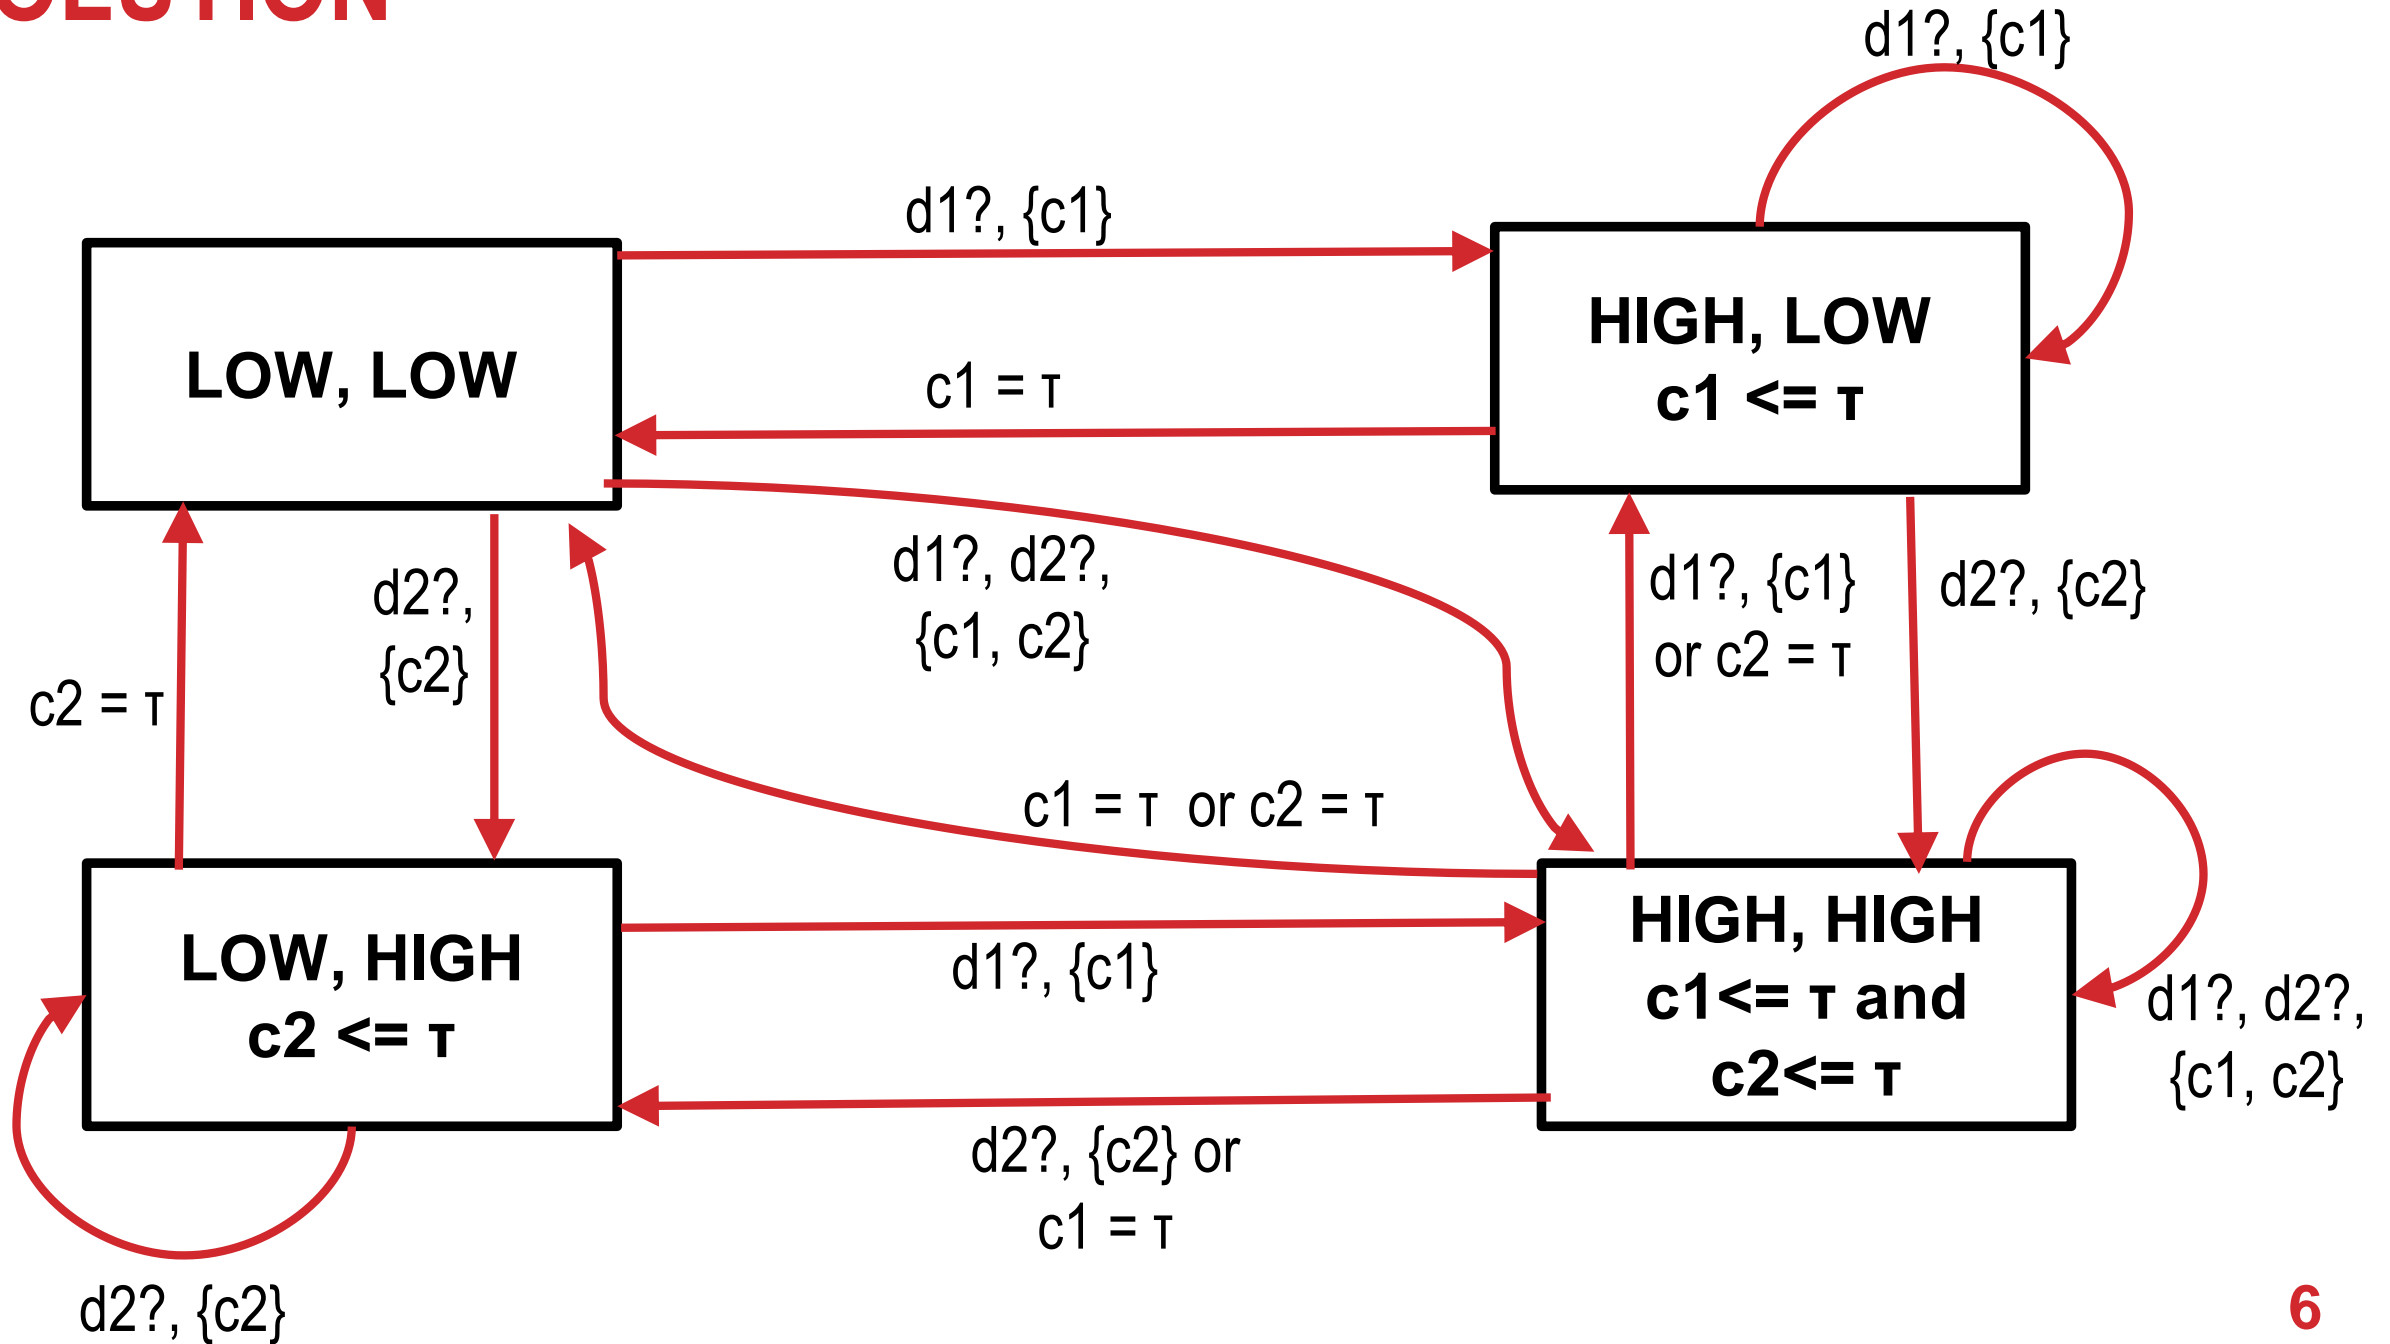 OLUTION
d1?, {c1}
d1?, {c1}
LOW, LOW
HIGH, LOW
c1 <= τ
c1 = τ
d1?, d2?,
{c1, c2}
d2?,
{c2}
c2 = τ
d1?, {c1}
or c2 = τ
d2?, {c2}
c1 = τ or c2 = τ
LOW, HIGH
c2 <= τ
d1?, {c1}
HIGH, HIGH
c1<= τ and
c2<= τ
d1?, d2?,
{c1, c2}
d2?, {c2} or
c1 = τ
d2?, {c2}
6